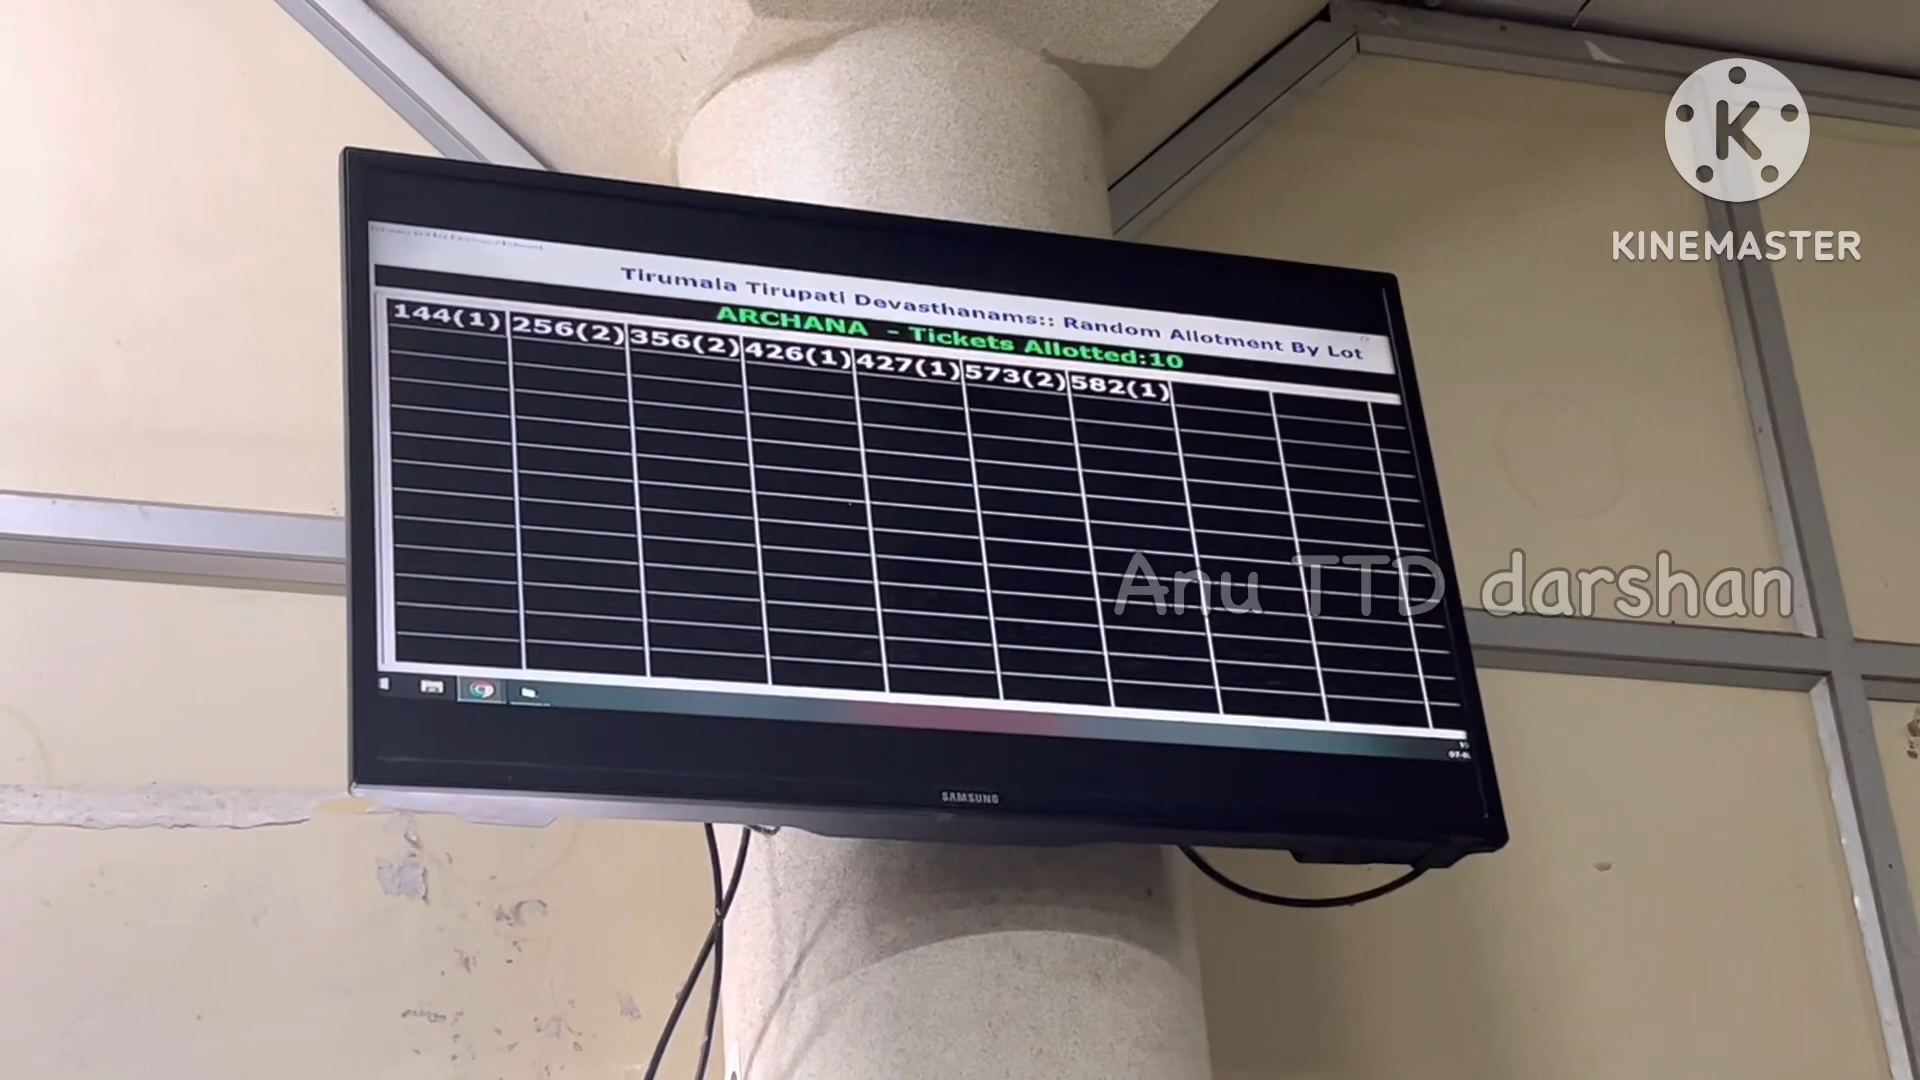 KINEMASTER
Tirumala Tirupati Devasthanams:: Random Allotment By Lot
ARCHANA - Tickets Allotted:10
144(1) 256(2) 356(2) 426(1) 427(1) 573(2) 582(1)
Anu TTD darshan
SAMSUNG